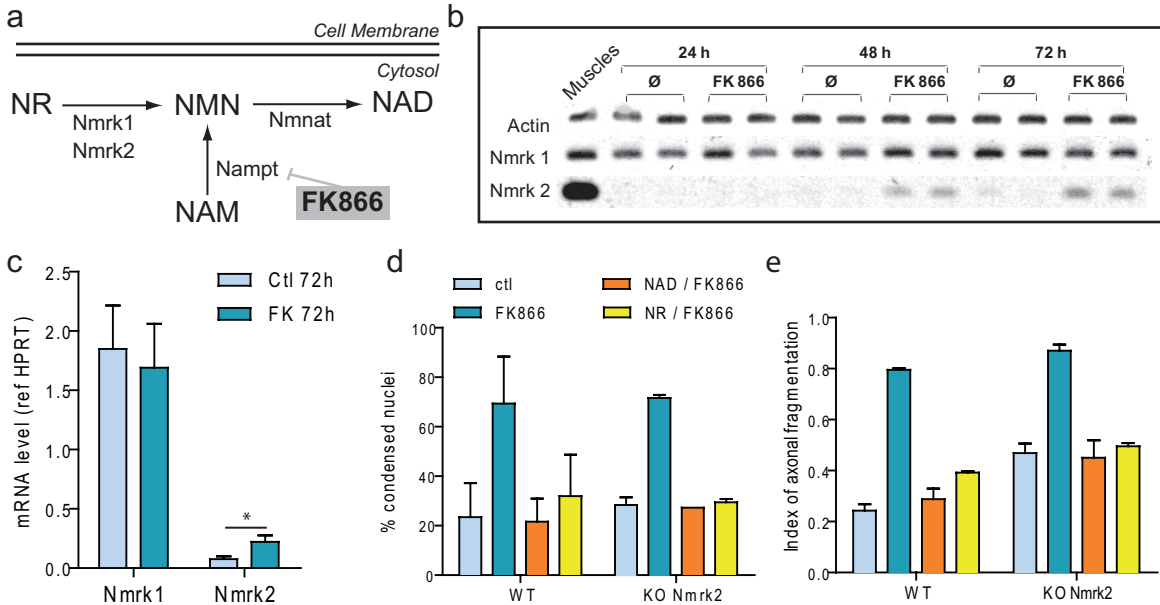 a
Cell Membrane
Cytosol
NR
NMN
NAD
Nmrk1
Nmrk2
Nmnat
Nampt
NAM
FK866
b
Muscles
24 h
48 h
72 h
Ø
FK 866
Ø
FK 866
Ø
FK 866
Actin
Nmrk 1
Nmrk 2
c
mRNA level (ref HPRT)
2.5
2.0
1.5
1.0
0.5
0.0
Ctl 72h
FK 72h
*
Nmrk1
Nmrk2
d
ctl
FK866
NAD / FK866
NR / FK866
% condensed nuclei
100
80
60
40
20
0
WT
KO Nmrk2
e
Index of axonal fragmentation
1.0
0.8
0.6
0.4
0.2
0.0
WT
KO Nmrk2